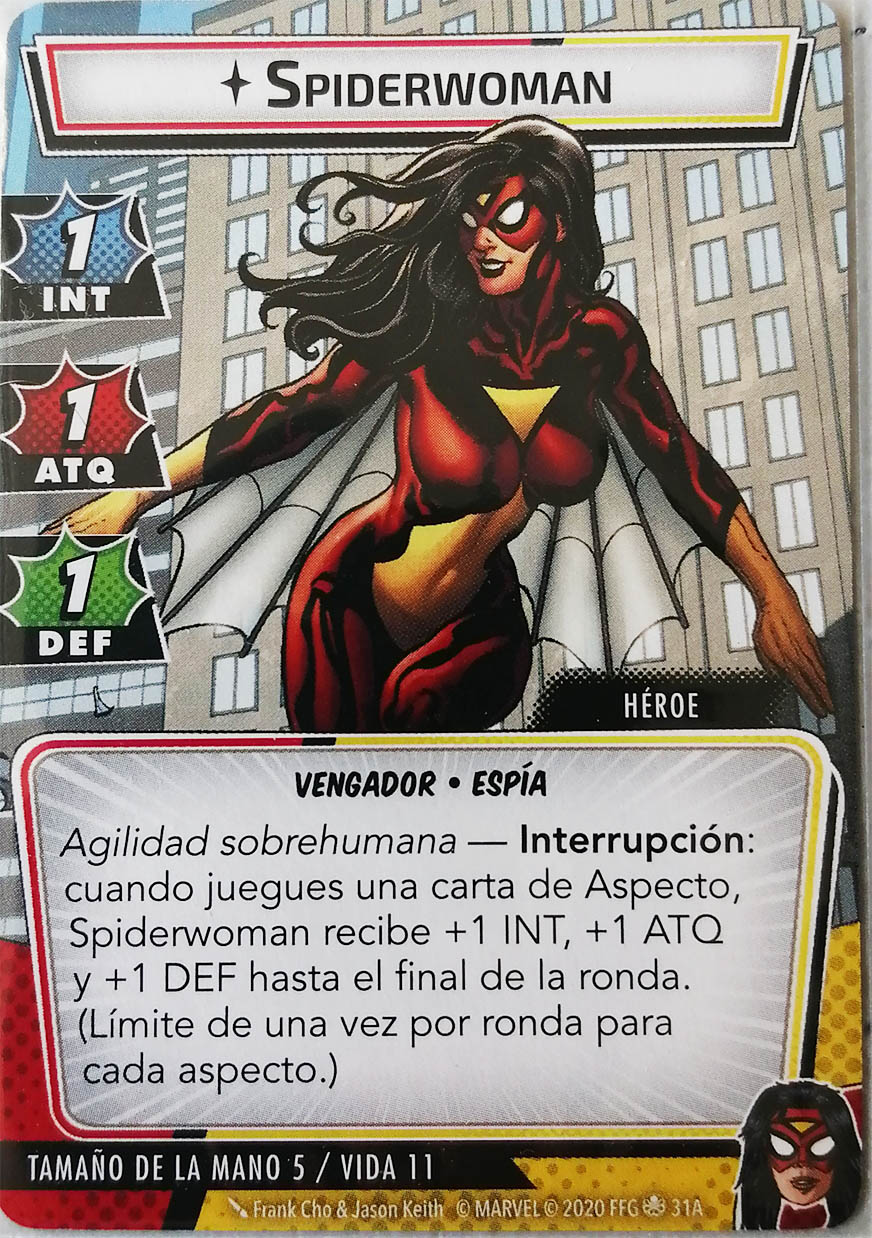 SPIDERWOMAN
1
INT
1
ATQ
1
DEF
HÉROE
VENGADOR • ESPÍA
Agilidad sobrehumana — Interrupción:
cuando juegues una carta de Aspecto,
Spiderwoman recibe +1 INT, +1 ATQ
y +1 DEF hasta el final de la ronda.
(Límite de una vez por ronda para
cada aspecto.)
TAMAÑO DE LA MANO 5 / VIDA 11
Frank Cho & Jason Keith © MARVEL © 2020 FFG 31A